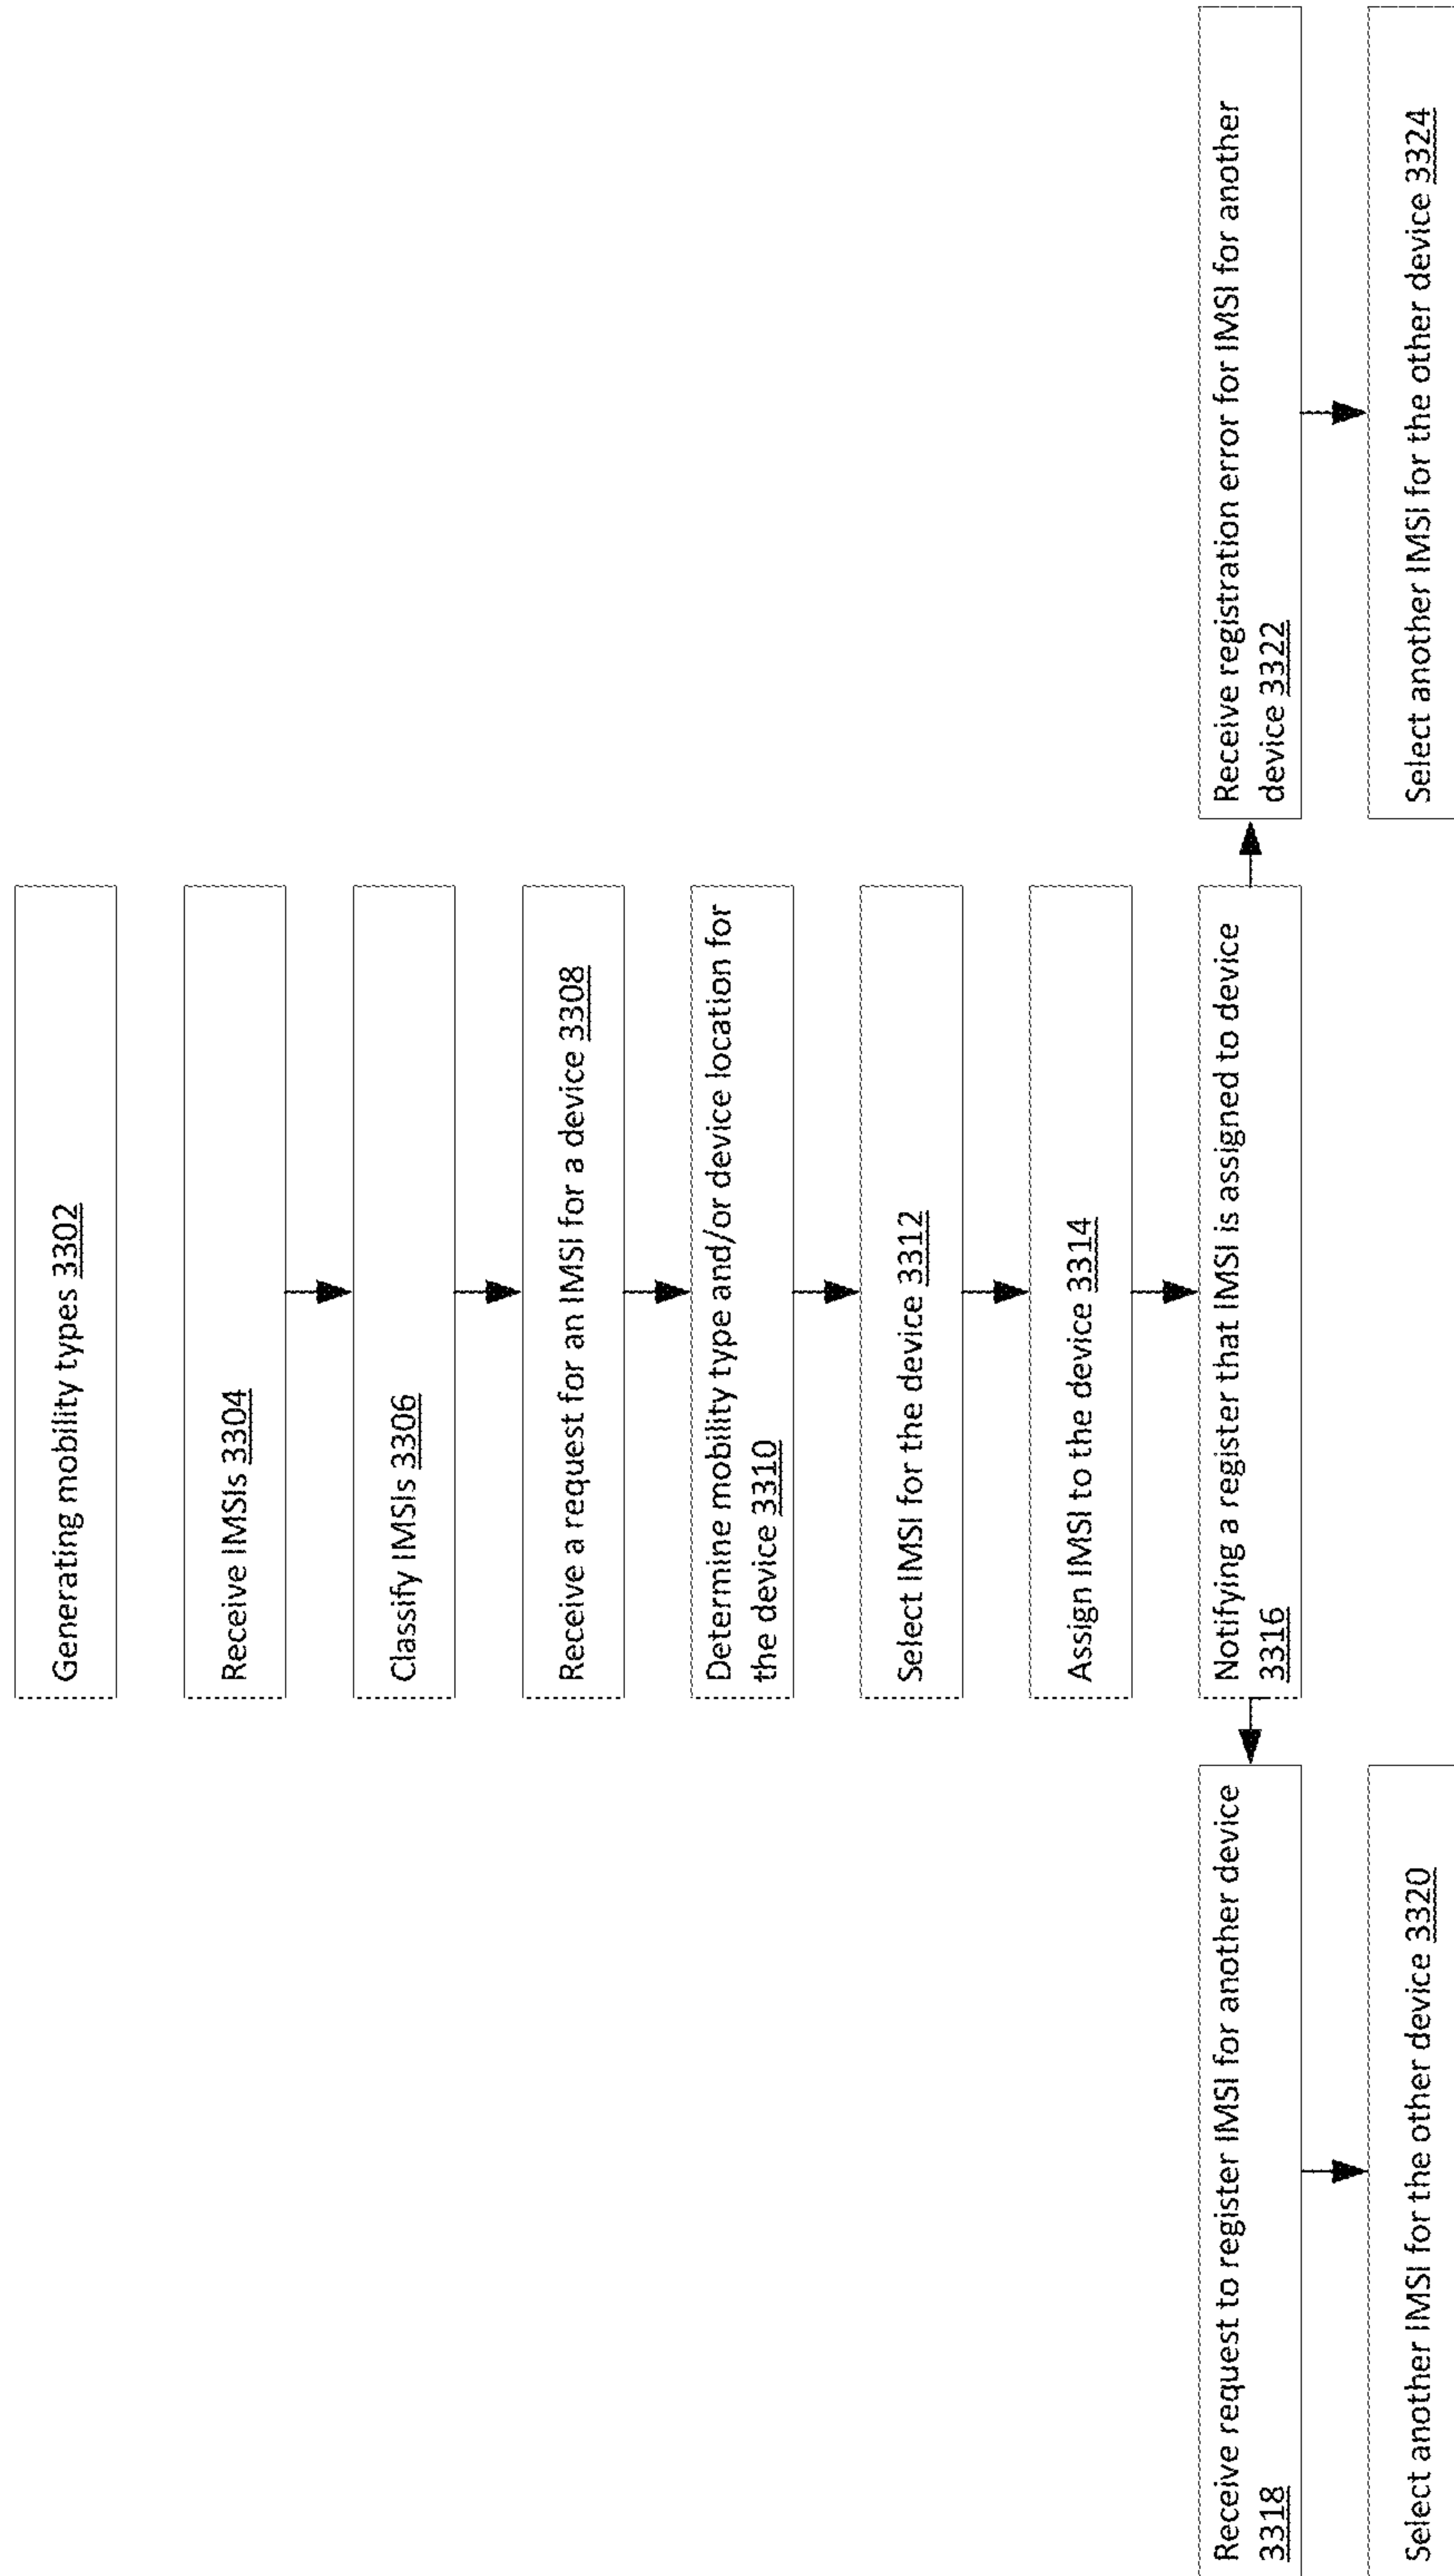 Generating mobility types 3302
Receive IMSIs 3304
Classify IMSIs 3306
Receive a request for an IMSI for a device 3308
Determine mobility type and/or device location for
the device 3310
Select IMSI for the device 3312
Assign IMSI to the device 3314
Notifying a register that IMSI is assigned to device
3316
Receive request to register IMSI for another device
3318
Select another IMSI for the other device 3320
Receive registration error for IMSI for another
device 3322
Select another IMSI for the other device 3324